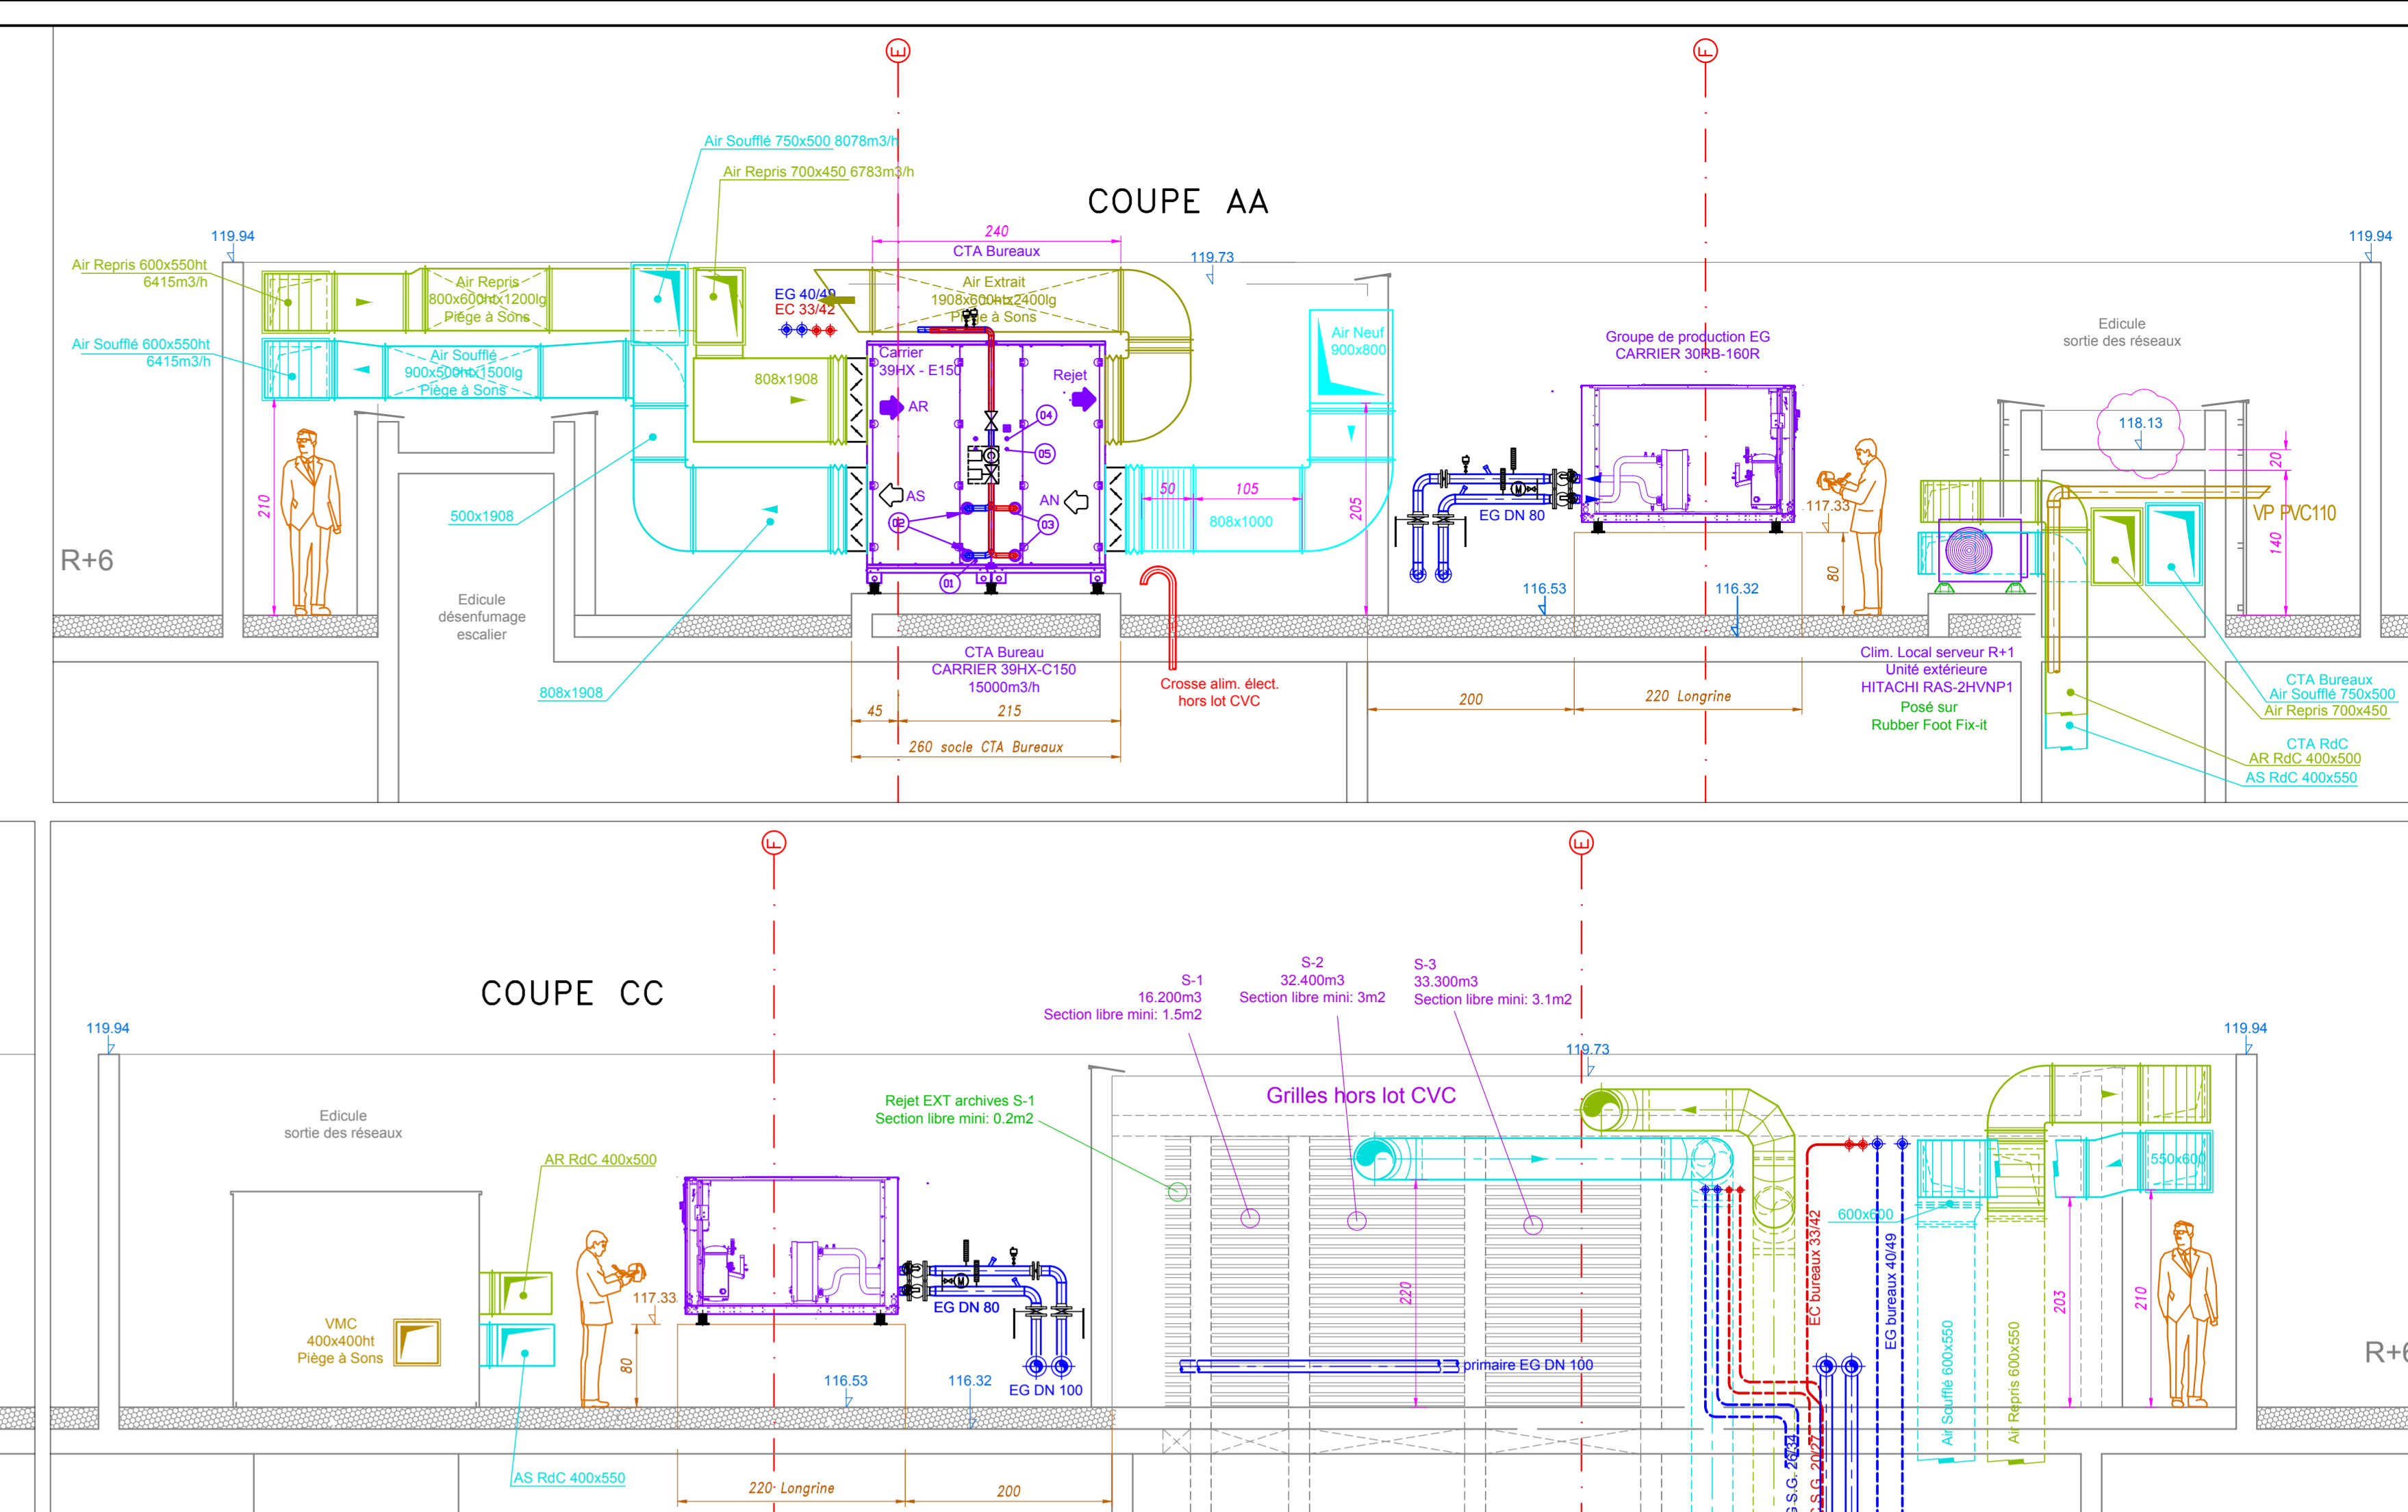 E
F
Air Soufflé 750x500 8078m3/h
Air Repris 700x450 6783m3/h
COUPE AA
240
CTA Bureaux
119.94
119.73
119.94
Air Repris 600x550ht
6415m3/h
Air Repris
800x600htx1200lg
Piège à Sons
EG 40/49
EC 33/42
Air Extrait
1908x600htx2400lg
Piège à Sons
Air Neuf
900x800
Groupe de production EG
CARRIER 30RB-160R
Edicule
sortie des réseaux
Air Soufflé 600x550ht
6415m3/h
Air Soufflé
900x500htx1500lg
Piège à Sons
808x1908
Carrier
39HX - E150
Rejet
AR
04
05
118.13
20
AS
AN
50
105
808x1000
205
EG DN 80
117.33
VP PVC110
140
210
500x1908
02
03
01
80
R+6
Edicule
désenfumage
escalier
116.53
116.32
CTA Bureau
CARRIER 39HX-C150
15000m3/h
Crosse alim. élect.
hors lot CVC
Clim. Local serveur R+1
Unité extérieure
HITACHI RAS-2HVNP1
Posé sur
Rubber Foot Fix-it
CTA Bureaux
Air Soufflé 750x500
Air Repris 700x450
808x1908
45
215
200
220 Longrine
260 socle CTA Bureaux
CTA RdC
AR RdC 400x500
AS RdC 400x550
F
E
COUPE CC
S-1
16.200m3
Section libre mini: 1.5m2
S-2
32.400m3
Section libre mini: 3m2
S-3
33.300m3
Section libre mini: 3.1m2
119.94
119.73
119.94
Edicule
sortie des réseaux
Rejet EXT archives S-1
Section libre mini: 0.2m2
Grilles hors lot CVC
AR RdC 400x500
550x600
600x600
EC bureaux 33/42
EG bureaux 40/49
220
203
210
117.33
EG DN 80
VMC
400x400ht
Piège à Sons
80
116.53
116.32
EG DN 100
primaire EG DN 100
Air Soufflé 600x550
Air Repris 600x550
R+6
AS RdC 400x550
220 Longrine
200
S.G. 26/34
S.G. 20/27